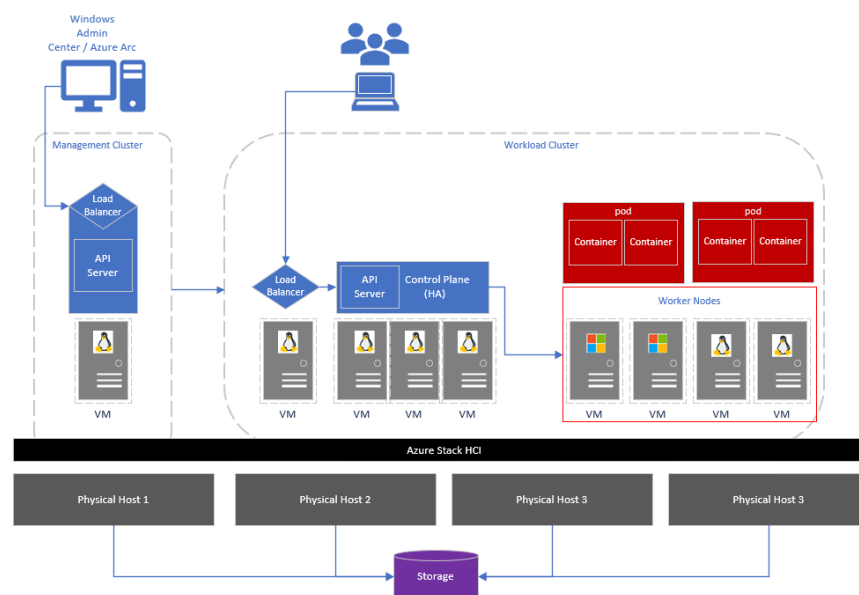 Windows
Admin
Center / Azure Arc
Management Cluster
Workload Cluster
Load
Balancer
API
Server
VM
Load
Balancer
API
Server
Control Plane
(HA)
VM
VM
VM
VM
pod
Container
Container
pod
Container
Container
Worker Nodes
VM
VM
VM
VM
Azure Stack HCI
Physical Host 1
Physical Host 2
Physical Host 3
Physical Host 3
Storage